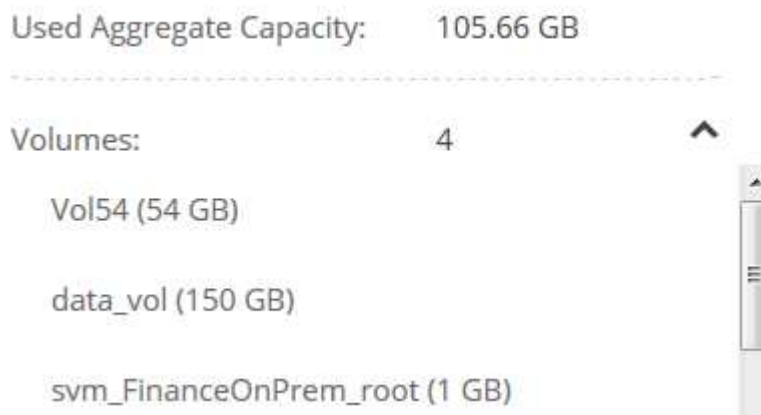 Used Aggregate Capacity: 105.66 GB
Volumes: 4
Vol54 (54 GB)
data_vol (150 GB)
svm_FinanceOnPrem_root (1 GB)